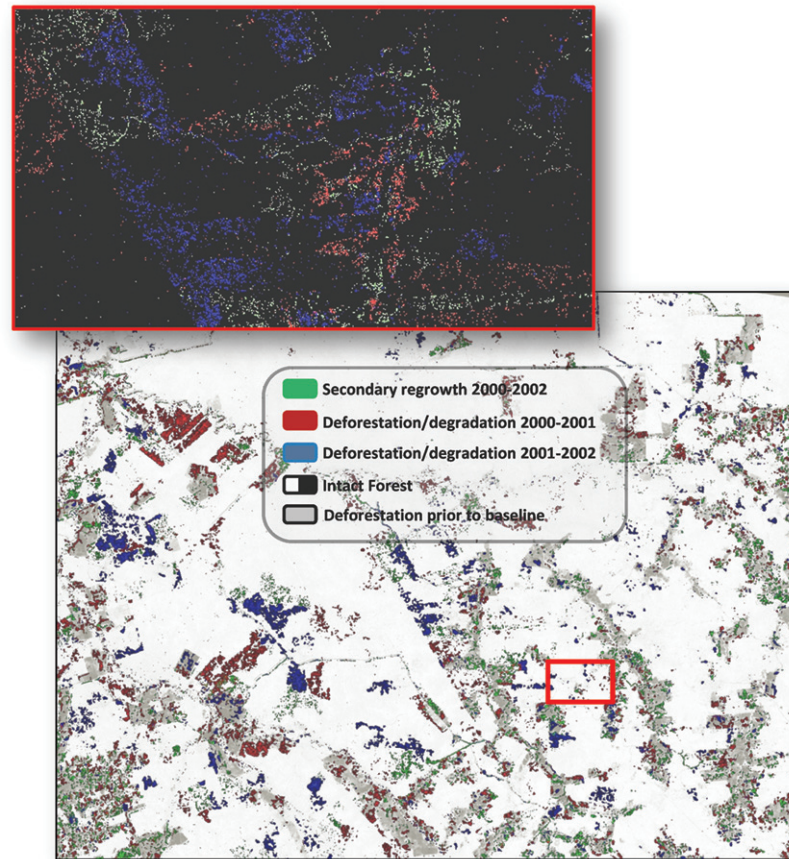 Secondary regrowth 2000-2002
Deforestation/degradation 2000-2001
Deforestation/degradation 2001-2002
Intact Forest
Deforestation prior to baseline